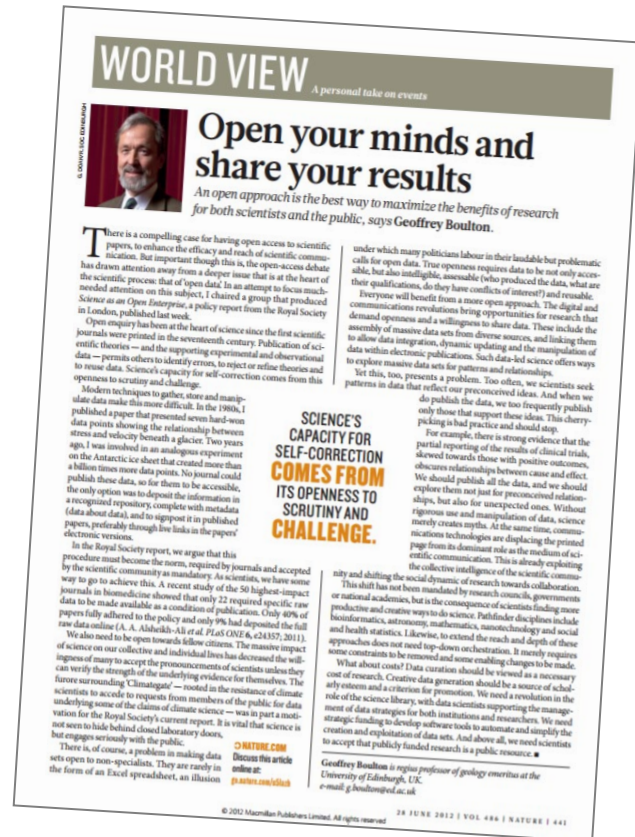 WORLD VIEW A personal take on events
G. DONNY/R.SOC EDINBURGH
Open your minds and
share your results
An open approach is the best way to maximize the benefits of research
for both scientists and the public, says Geoffrey Boulton.
There is a compelling case for having open access to scientific
papers, to enhance the efficacy and reach of scientific commu-
nication. But important though this is, the open-access debate
has drawn attention away from a deeper issue that is at the heart of
the scientific process: that of 'open data'. In an attempt to focus much-
needed attention on this subject, I chaired a group that produced
Science as an Open Enterprise, a policy report from the Royal Society
in London, published last week.
Open enquiry has been at the heart of science since the first scientific
journals were printed in the seventeenth century. Publication of sci-
entific theories — and the supporting experimental and observational
data — permits others to identify errors, to reject or refine theories and
to reuse data. Science's capacity for self-correction comes from this
openness to scrutiny and challenge.
Modern techniques to gather, store and manip-
ulate data make this more difficult. In the 1980s, I
published a paper that presented seven hard-won
data points showing the relationship between
stress and velocity beneath a glacier. Two years
ago, I was involved in an analogous experiment
on the Antarctic ice sheet that created more than
a billion times more data points. No journal could
publish these data, so for them to be accessible,
the only option was to deposit the information in
a recognized repository, complete with metadata
(data about data), and to signpost it in published
papers, preferably through live links in the papers'
electronic versions.
In the Royal Society report, we argue that this
procedure must become the norm, required by journals and accepted
by the scientific community as mandatory. As scientists, we have some
way to go to achieve this. A recent study of the 50 highest-impact
journals in biomedicine showed that only 22 required specific raw
data to be made available as a condition of publication. Only 40% of
papers fully adhered to the policy and only 9% had deposited the full
raw data online (A. A. Alsheikh-Ali et al. PLoS ONE 6, e24357; 2011).
We also need to be open towards fellow citizens. The massive impact
of science on our collective and individual lives has decreased the will-
ingness of many to accept the pronouncements of scientists unless they
can verify the strength of the underlying evidence for themselves. The
furore surrounding 'Climategate' — rooted in the resistance of climate
scientists to accede to requests from members of the public for data
underlying some of the claims of climate science — was in part a moti-
vation for the Royal Society's current report. It is vital that science is
not seen to hide behind closed laboratory doors,
but engages seriously with the public.
There is, of course, a problem in making data
sets open to non-specialists. They are rarely in
the form of an Excel spreadsheet, an illusion
NATURE.COM
Discuss this article
online at:
SCIENCE'S
CAPACITY FOR
SELF-CORRECTION
COMES FROM
ITS OPENNESS TO
SCRUTINY AND
CHALLENGE.
under which many politicians labour in their laudable but problematic
calls for open data. True openness requires data to be not only acces-
sible, but also intelligible, assessable (who produced the data, what are
their qualifications, do they have conflicts of interest?) and reusable.
Everyone will benefit from a more open approach. The digital and
communications revolutions bring opportunities for research that
demand openness and a willingness to share data. These include the
assembly of massive data sets from diverse sources, and linking them
to allow data integration, dynamic updating and the manipulation of
data within electronic publications. Such data-led science offers ways
to explore massive data sets for patterns and relationships.
Yet this, too, presents a problem. Too often, we scientists seek
patterns in data that reflect our preconceived ideas. And when we
do publish the data, we too frequently publish
only those that support these ideas. This cherry-
picking is bad practice and should stop.
For example, there is strong evidence that the
partial reporting of the results of clinical trials,
skewed towards those with positive outcomes,
obscures relationships between cause and effect.
We should publish all the data, and we should
explore them not just for preconceived relation-
ships, but also for unexpected ones. Without
rigorous use and manipulation of data, science
merely creates myths. At the same time, commu-
nications technologies are displacing the printed
page from its dominant role as the medium of sci-
entific communication. This is already exploiting
the collective intelligence of the scientific commu-
nity and shifting the social dynamic of research towards collaboration.
This shift has not been mandated by research councils, governments
or national academies, but is the consequence of scientists finding more
productive and creative ways to do science. Pathfinder disciplines include
bioinformatics, astronomy, mathematics, nanotechnology and social
and health statistics. Likewise, to extend the reach and depth of these
approaches does not need top-down orchestration. It merely requires
some constraints to be removed and some enabling changes to be made.
What about costs? Data curation should be viewed as a necessary
cost of research. Creative data generation should be a source of schol-
arly esteem and a criterion for promotion. We need a revolution in the
role of the science library, with data scientists supporting the manage-
ment of data strategies for both institutions and researchers. We need
strategic funding to develop software tools to automate and simplify the
creation and exploitation of data sets. And above all, we need scientists
to accept that publicly funded research is a public resource. ■
Geoffrey Boulton is regius professor of geology emeritus at the
University of Edinburgh, UK.
e-mail: g.boulton@ed.ac.uk
© 2012 Macmillan Publishers Limited. All rights reserved
28 JUNE 2012 | VOL 486 | NATURE | 441